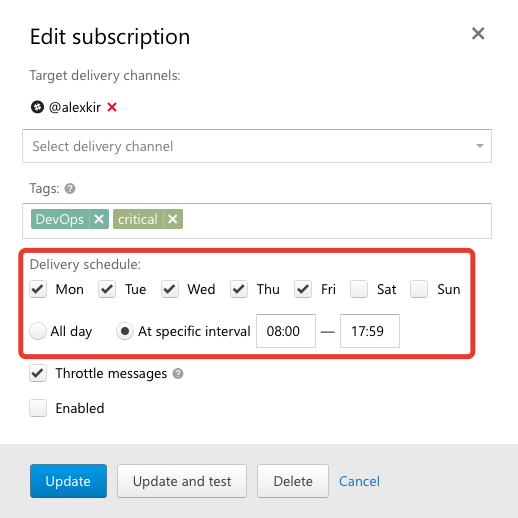 Edit subscription
Target delivery channels:
@alexkir
Select delivery channel
Tags:
DevOps critical
Delivery schedule:
Mon Tue Wed Thu Fri Sat Sun
All day At specific interval 08:00 — 17:59
Throttle messages
Enabled
Update Update and test Delete Cancel